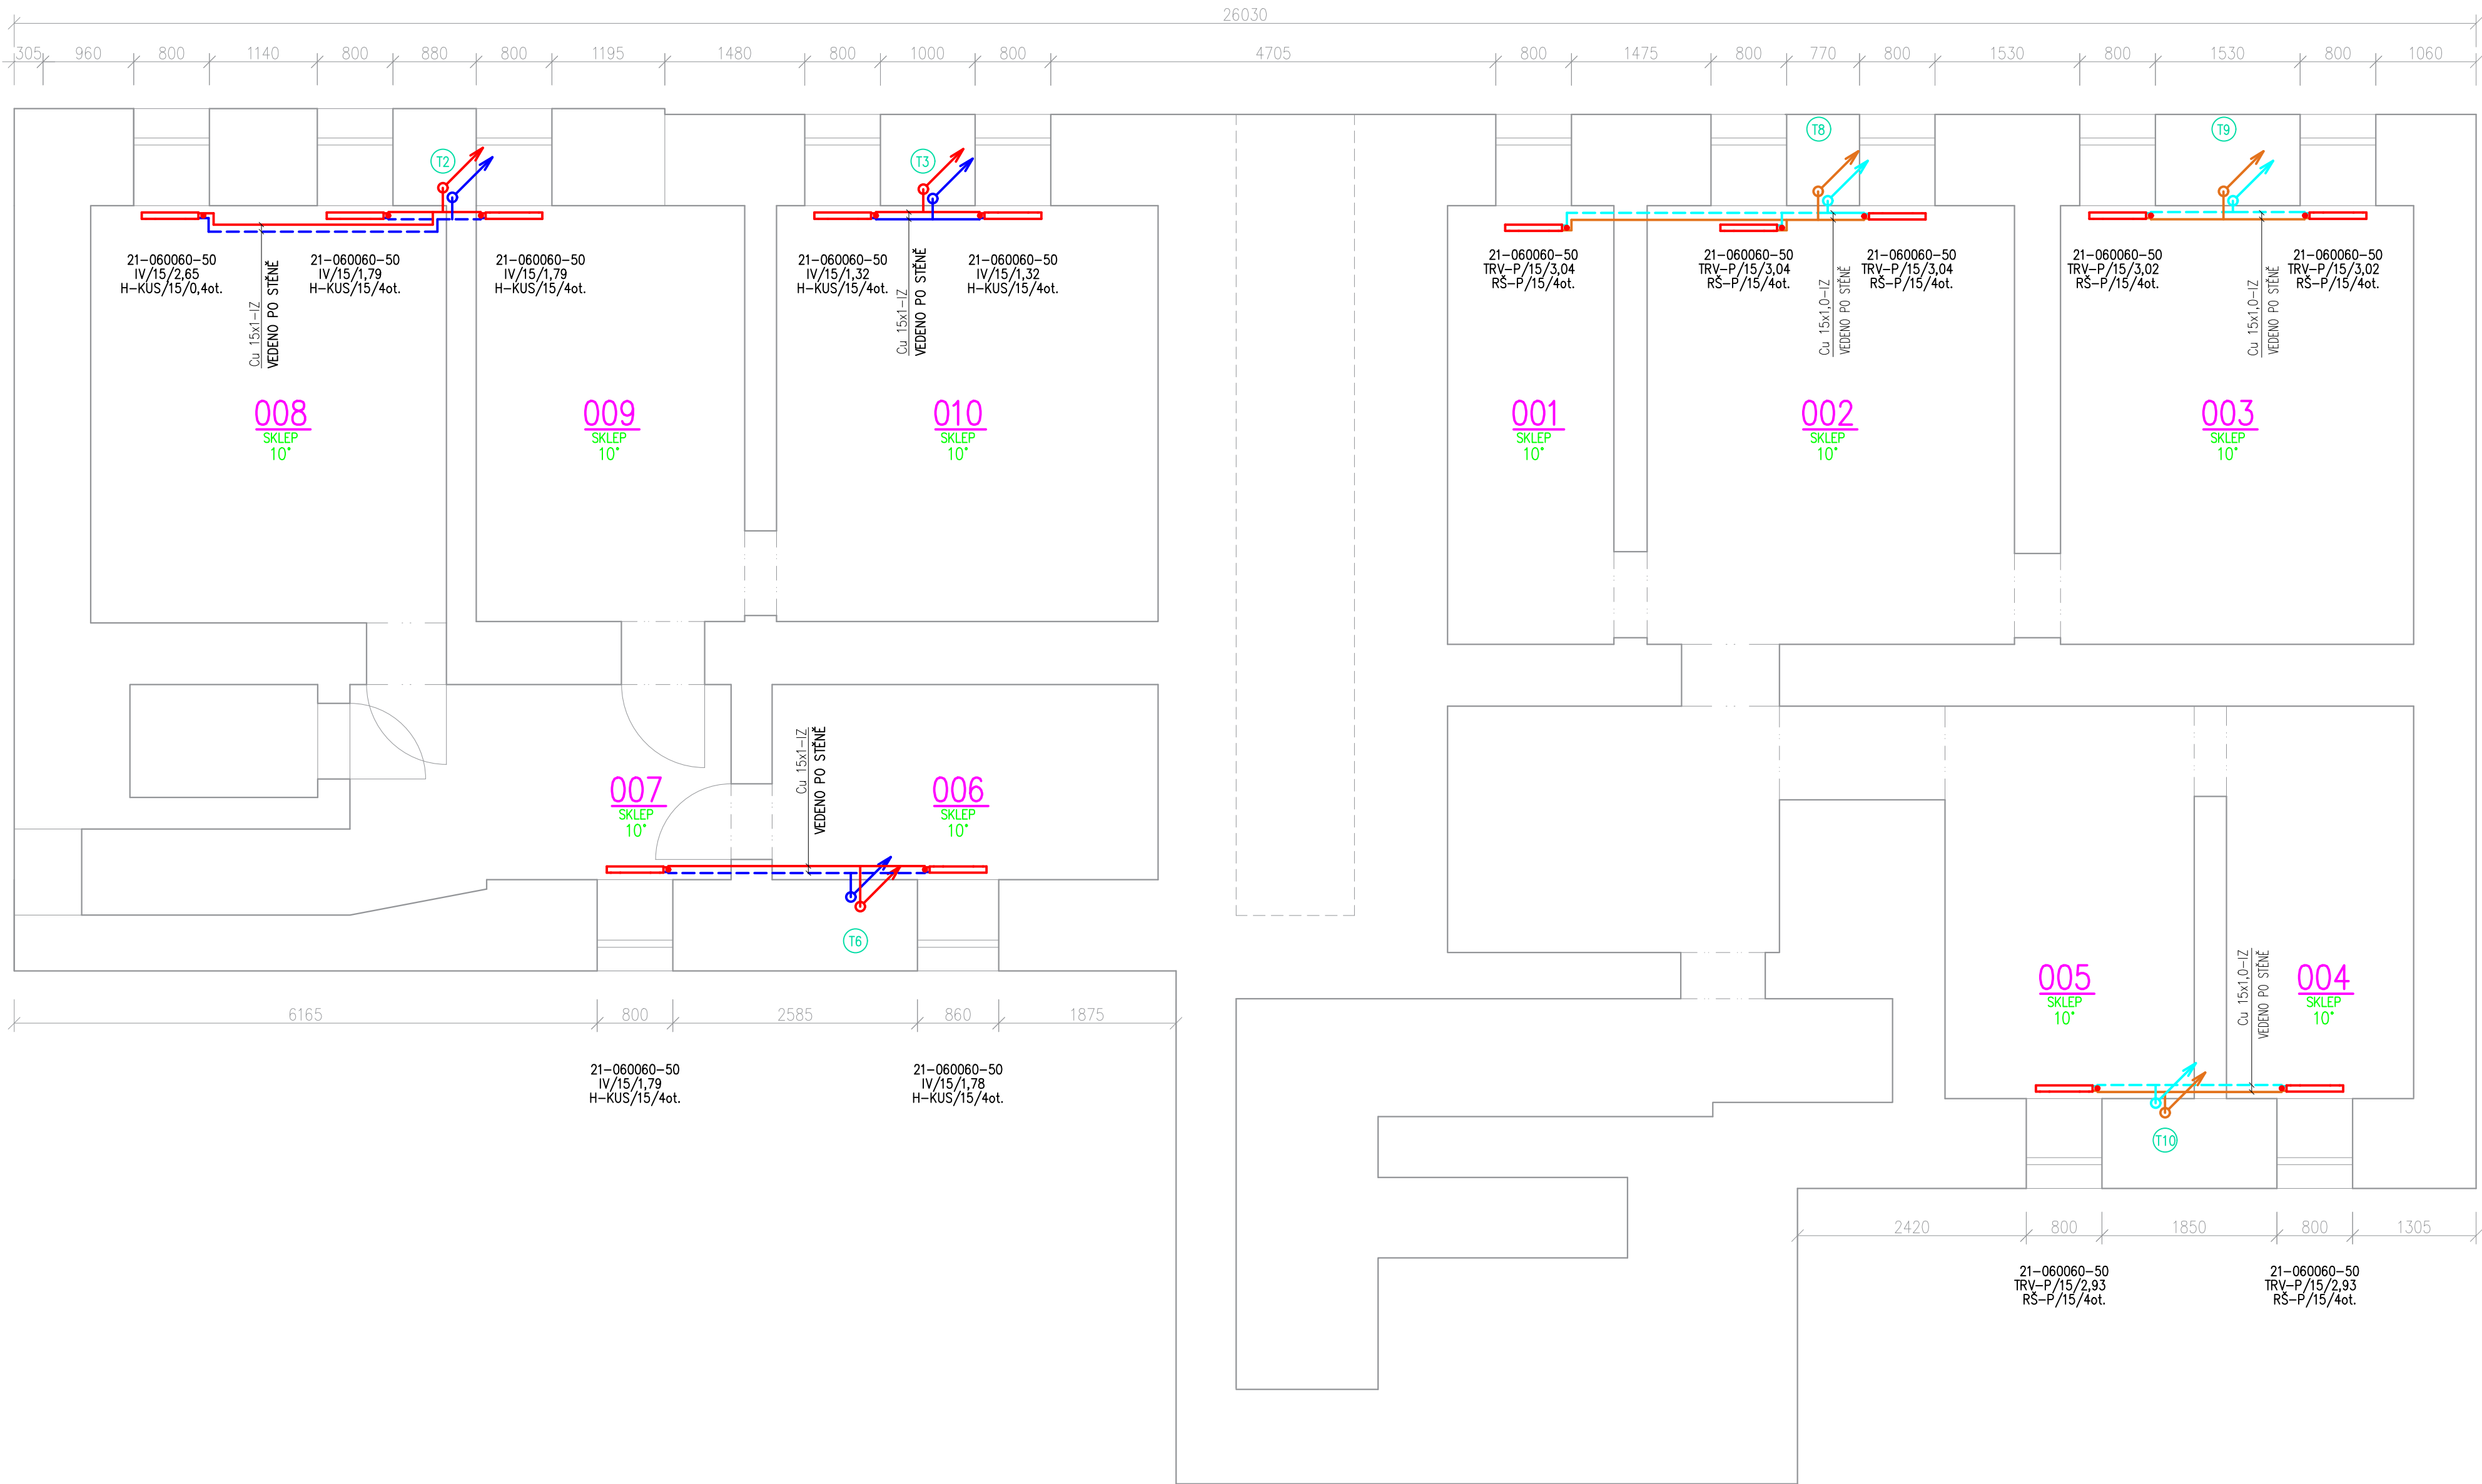 26030
305 960 800 1140 800 880 800 1195 1480 800 1000 800 4705 800 1475 800 770 800 1530 800 1530 800 1060
T2
T3
T8
T9
21-060060-50
IV/15/2,65
H-KUS/15/0,4ot.
21-060060-50
IV/15/1,79
H-KUS/15/4ot.
21-060060-50
IV/15/1,79
H-KUS/15/4ot.
21-060060-50
IV/15/1,32
H-KUS/15/4ot.
21-060060-50
IV/15/1,32
H-KUS/15/4ot.
21-060060-50
TRV-P/15/3,04
RŠ-P/15/4ot.
21-060060-50
TRV-P/15/3,04
RŠ-P/15/4ot.
21-060060-50
TRV-P/15/3,04
RŠ-P/15/4ot.
21-060060-50
TRV-P/15/3,02
RŠ-P/15/4ot.
21-060060-50
TRV-P/15/3,02
RŠ-P/15/4ot.
Cu 15x1-IZ
VEDENO PO STĚNĚ
Cu 15x1-IZ
VEDENO PO STĚNĚ
Cu 15x1,0-IZ
VEDENO PO STĚNĚ
Cu 15x1,0-IZ
VEDENO PO STĚNĚ
008
SKLEP
10°
009
SKLEP
10°
010
SKLEP
10°
001
SKLEP
10°
002
SKLEP
10°
003
SKLEP
10°
Cu 15x1-IZ
VEDENO PO STĚNĚ
007
SKLEP
10°
006
SKLEP
10°
T6
005
SKLEP
10°
Cu 15x1,0-IZ
VEDENO PO STĚNĚ
004
SKLEP
10°
6165 800 2585 860 1875
21-060060-50
IV/15/1,79
H-KUS/15/4ot.
21-060060-50
IV/15/1,78
H-KUS/15/4ot.
T10
2420 800 1850 800 1305
21-060060-50
TRV-P/15/2,93
RŠ-P/15/4ot.
21-060060-50
TRV-P/15/2,93
RŠ-P/15/4ot.